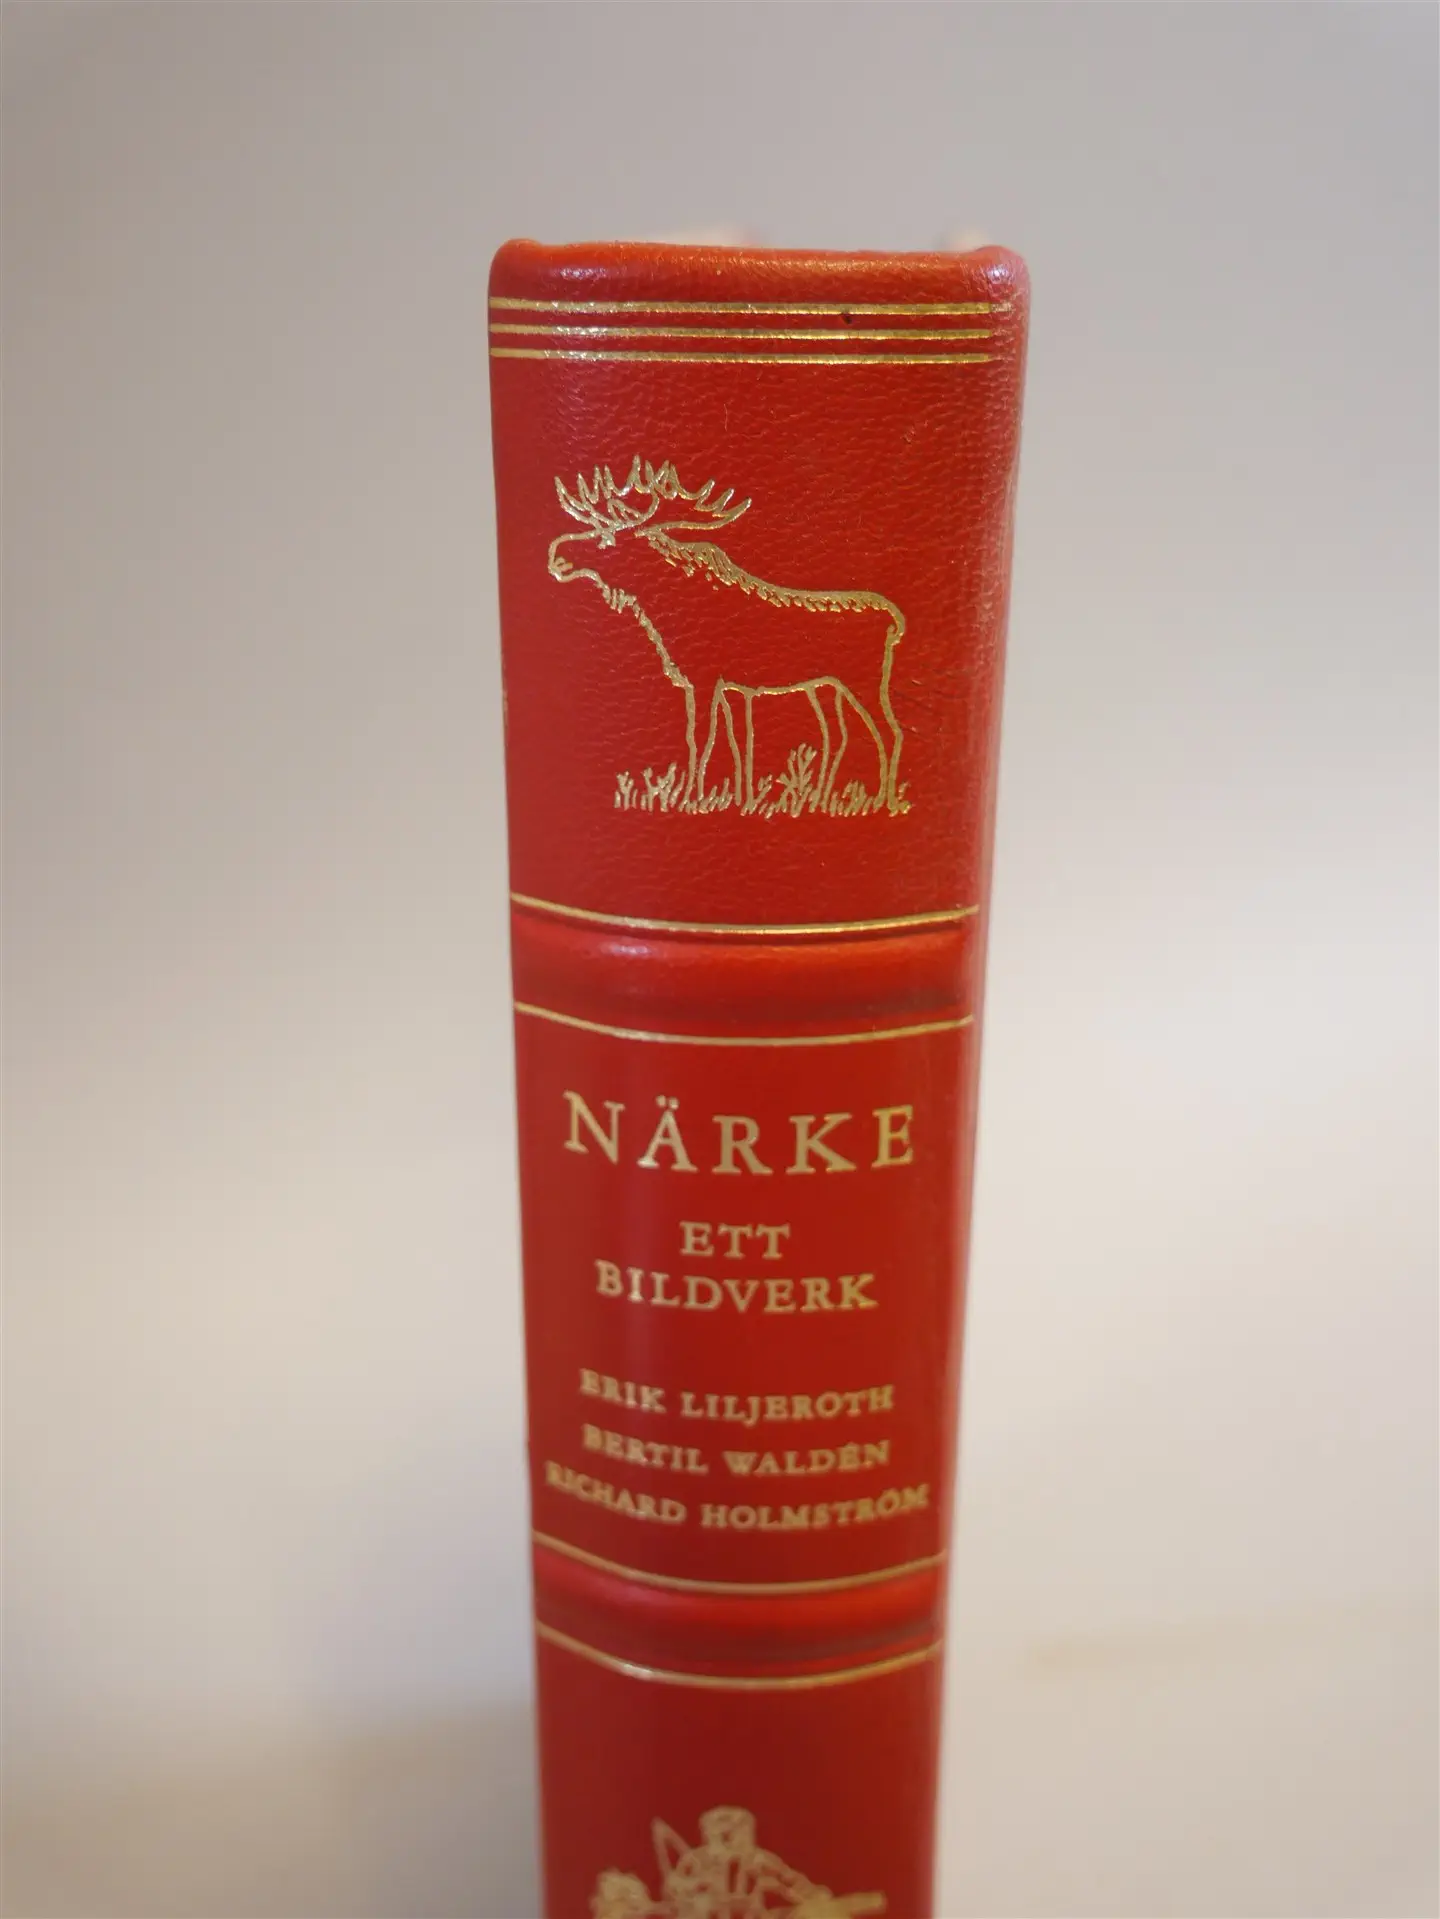 NÄRKE
ETT
BILDVERK
ERIK LILJEROTH
BERTIL WALDÉN
RICHARD HOLMSTRÖM